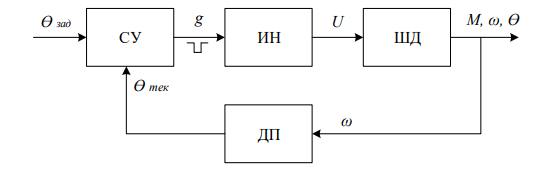 Ө зад
СУ
g
ИН
U
ШД
М, ω, Ө
Ө тек
ДП
ω